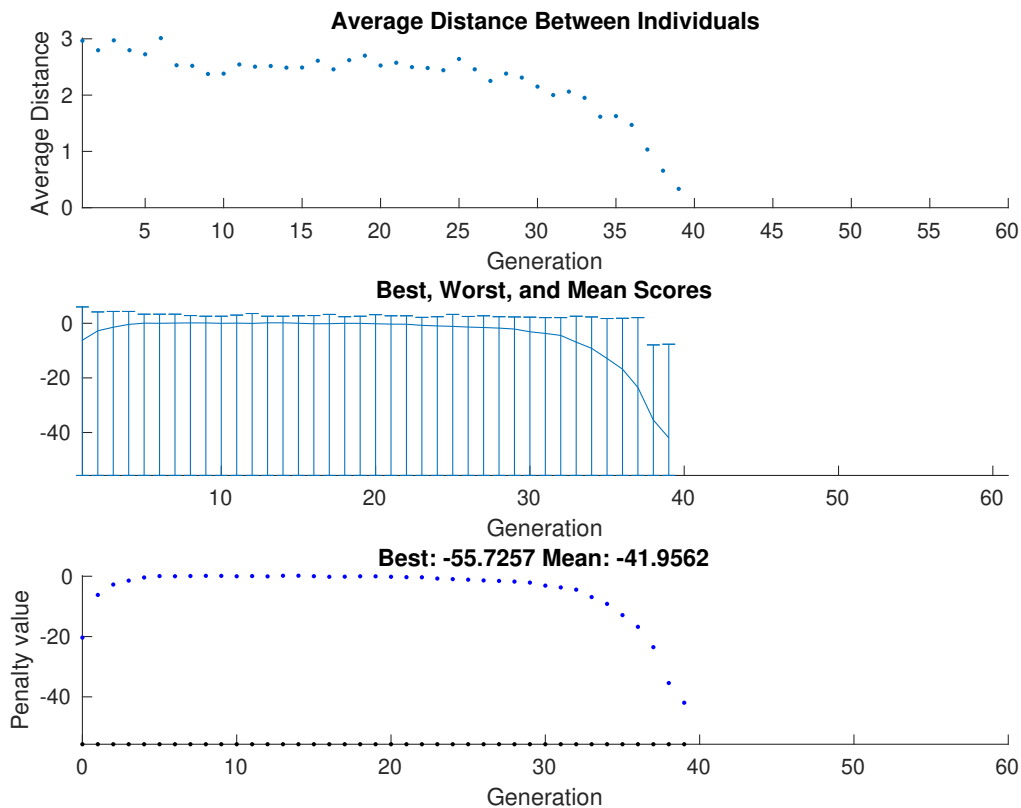 Average Distance Between Individuals
Average Distance
3
2
1
0
5 10 15 20 25 30 35 40 45 50 55 60
Generation
Best, Worst, and Mean Scores
0
-20
-40
10 20 30 40 50 60
Generation
Best: -55.7257 Mean: -41.9562
Penalty value
0
-20
-40
0 10 20 30 40 50 60
Generation